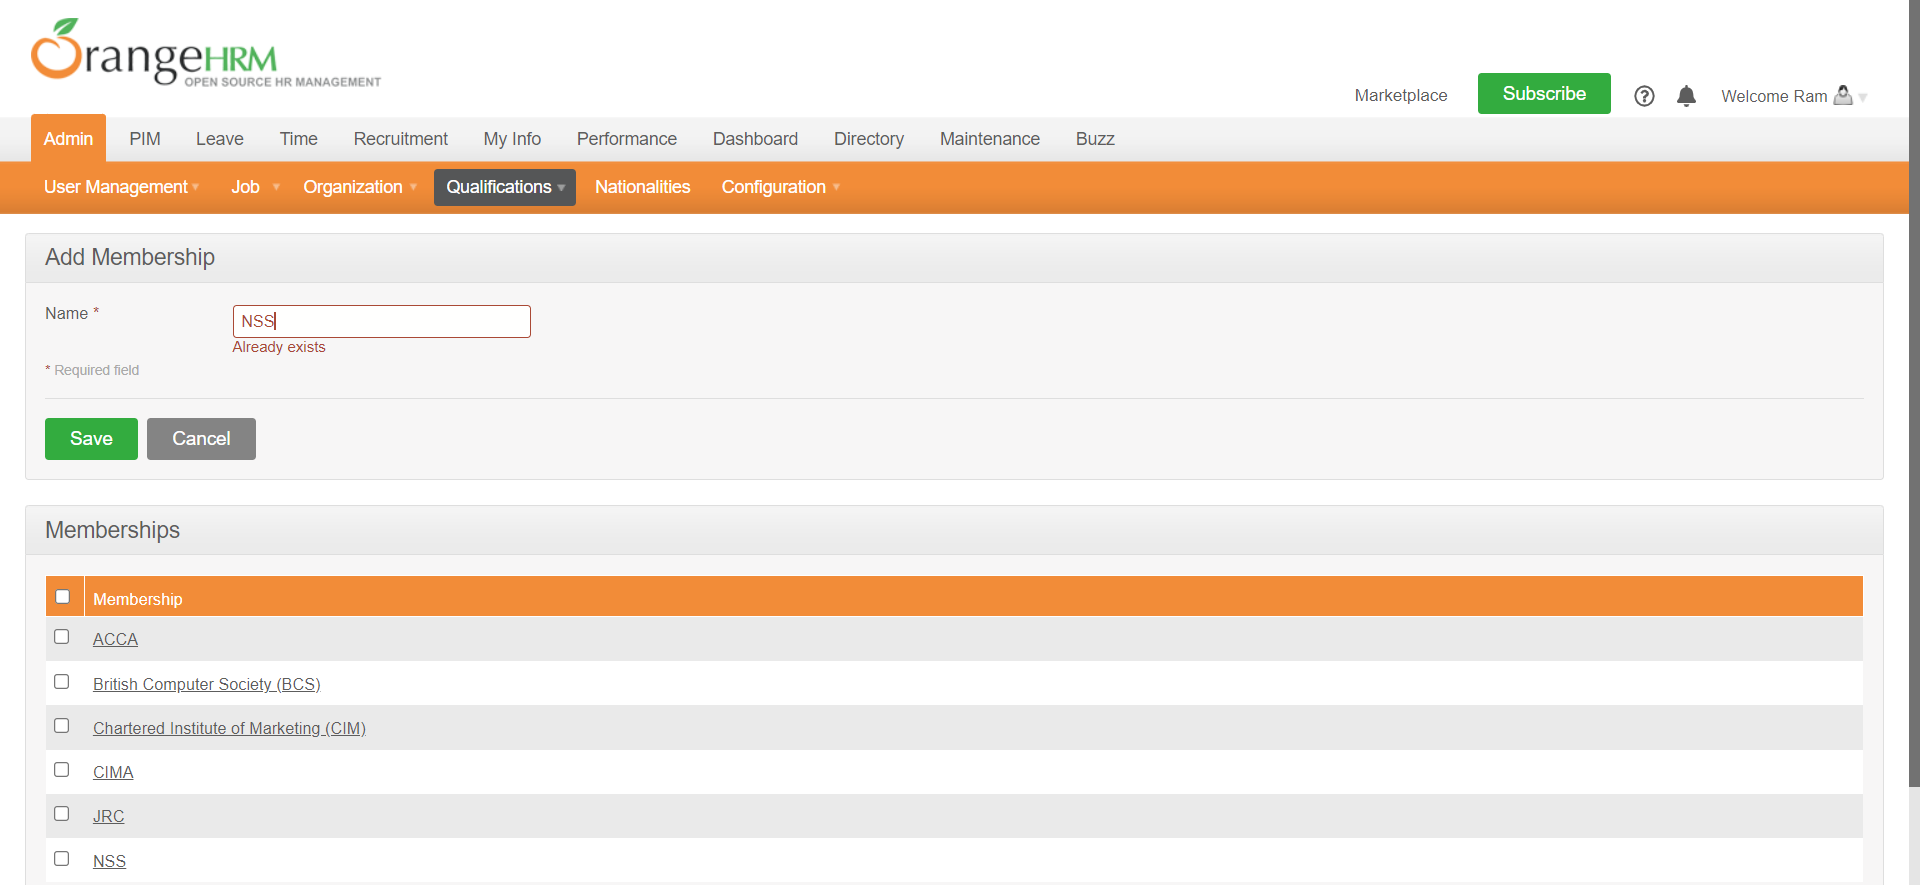 OrangeHRM
OPEN SOURCE HR MANAGEMENT
Marketplace Subscribe Welcome Ram
Admin PIM Leave Time Recruitment My Info Performance Dashboard Directory Maintenance Buzz
User Management Job Organization Qualifications Nationalities Configuration
Add Membership
Name * NSS
Already exists
* Required field
Save Cancel
Memberships
Membership
ACCA
British Computer Society (BCS)
Chartered Institute of Marketing (CIM)
CIMA
JRC
NSS